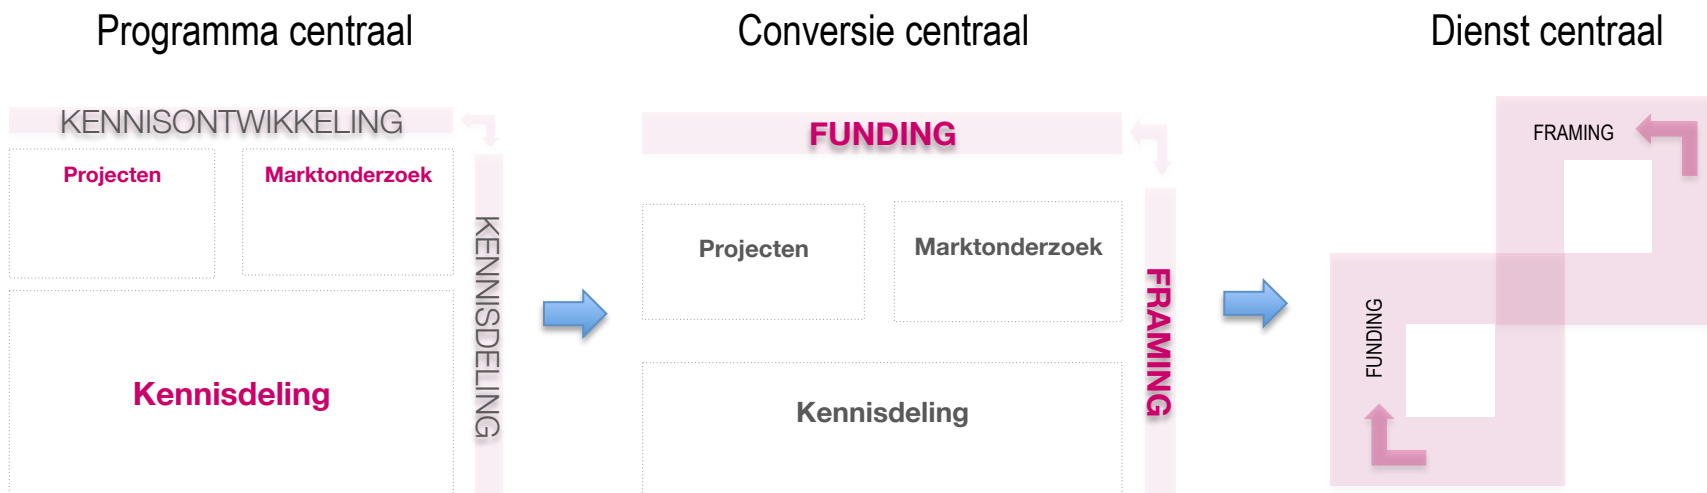 Programma centraal
KENNISONTWIKKELING
Projecten
Marktonderzoek
KENNISDELING
Kennisdeling
Conversie centraal
FUNDING
Projecten
Marktonderzoek
FRAMING
Kennisdeling
Dienst centraal
FRAMING
FUNDING